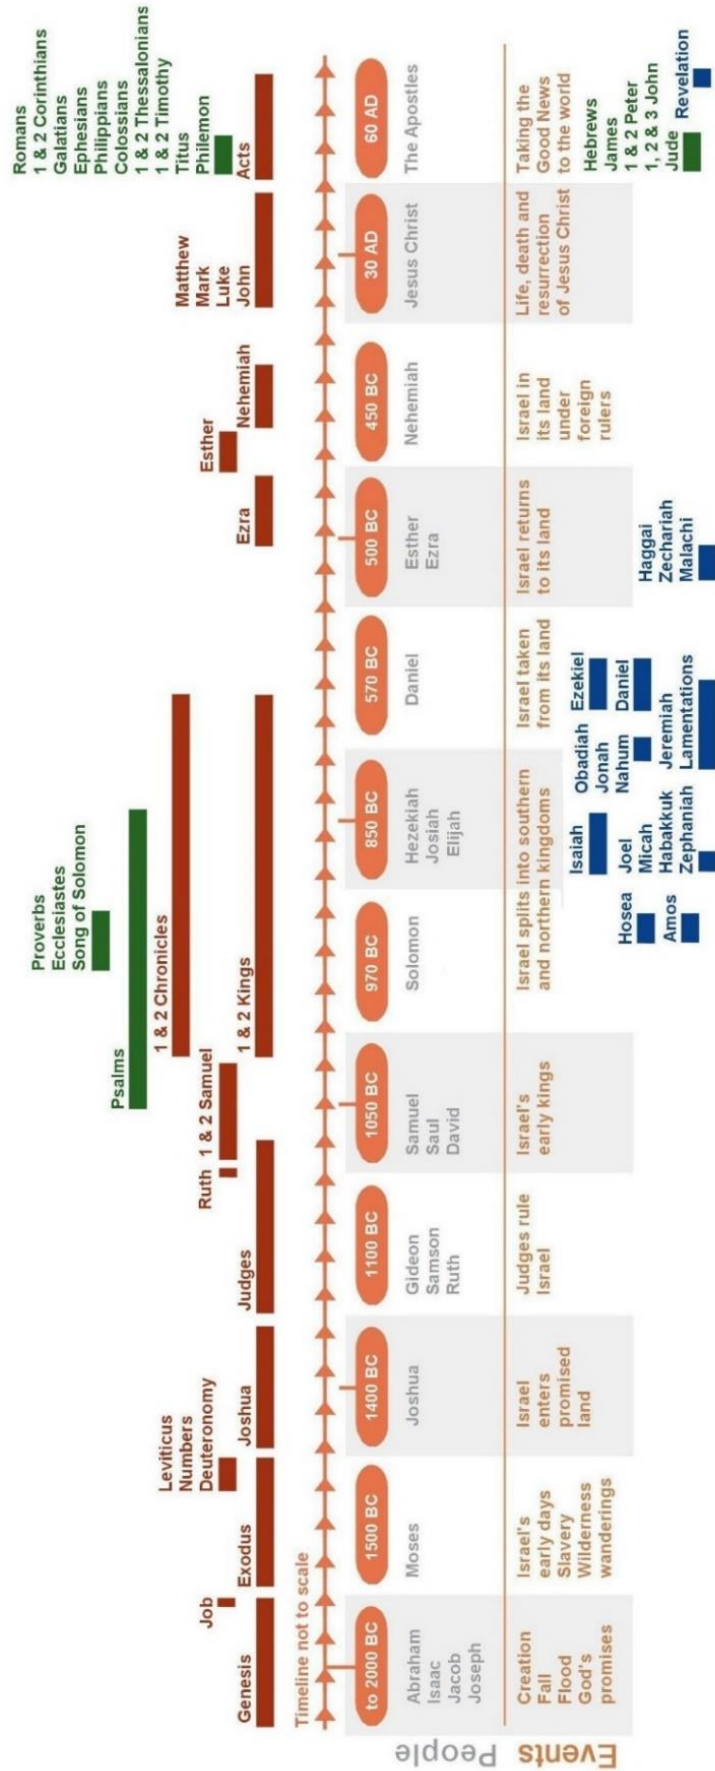 Genesis
Job
Exodus
Leviticus
Numbers
Deuteronomy
Joshua
Judges
Ruth
1 & 2 Samuel
Psalms
1 & 2 Chronicles
1 & 2 Kings
Proverbs
Ecclesiastes
Song of Solomon
Ezra
Esther
Nehemiah
Matthew
Mark
Luke
John
Romans
1 & 2 Corinthians
Galatians
Ephesians
Philippians
Colossians
1 & 2 Thessalonians
1 & 2 Timothy
Titus
Philemon
Acts
Timeline not to scale
to 2000 BC
1500 BC
1400 BC
1100 BC
1050 BC
970 BC
850 BC
570 BC
500 BC
450 BC
30 AD
60 AD
People
Abraham
Isaac
Jacob
Joseph
Moses
Joshua
Gideon
Samson
Ruth
Samuel
Saul
David
Solomon
Hezekiah
Josiah
Elijah
Daniel
Esther
Ezra
Nehemiah
Jesus Christ
The Apostles
Events
Creation
Fall
Flood
God's
promises
Israel's
early days
Slavery
Wilderness
wanderings
Israel
enters
promised
land
Judges rule
Israel
Israel's
early kings
Israel splits into southern
and northern kingdoms
Israel taken
from its land
Israel returns
to its land
Israel in
its land
under
foreign
rulers
Life, death and
resurrection
of Jesus Christ
Taking the
Good News
to the world
Hosea
Amos
Isaiah
Joel
Micah
Habakkuk
Zephaniah
Obadiah
Jonah
Nahum
Jeremiah
Lamentations
Ezekiel
Daniel
Haggai
Zechariah
Malachi
Hebrews
James
1 & 2 Peter
1, 2 & 3 John
Jude
Revelation